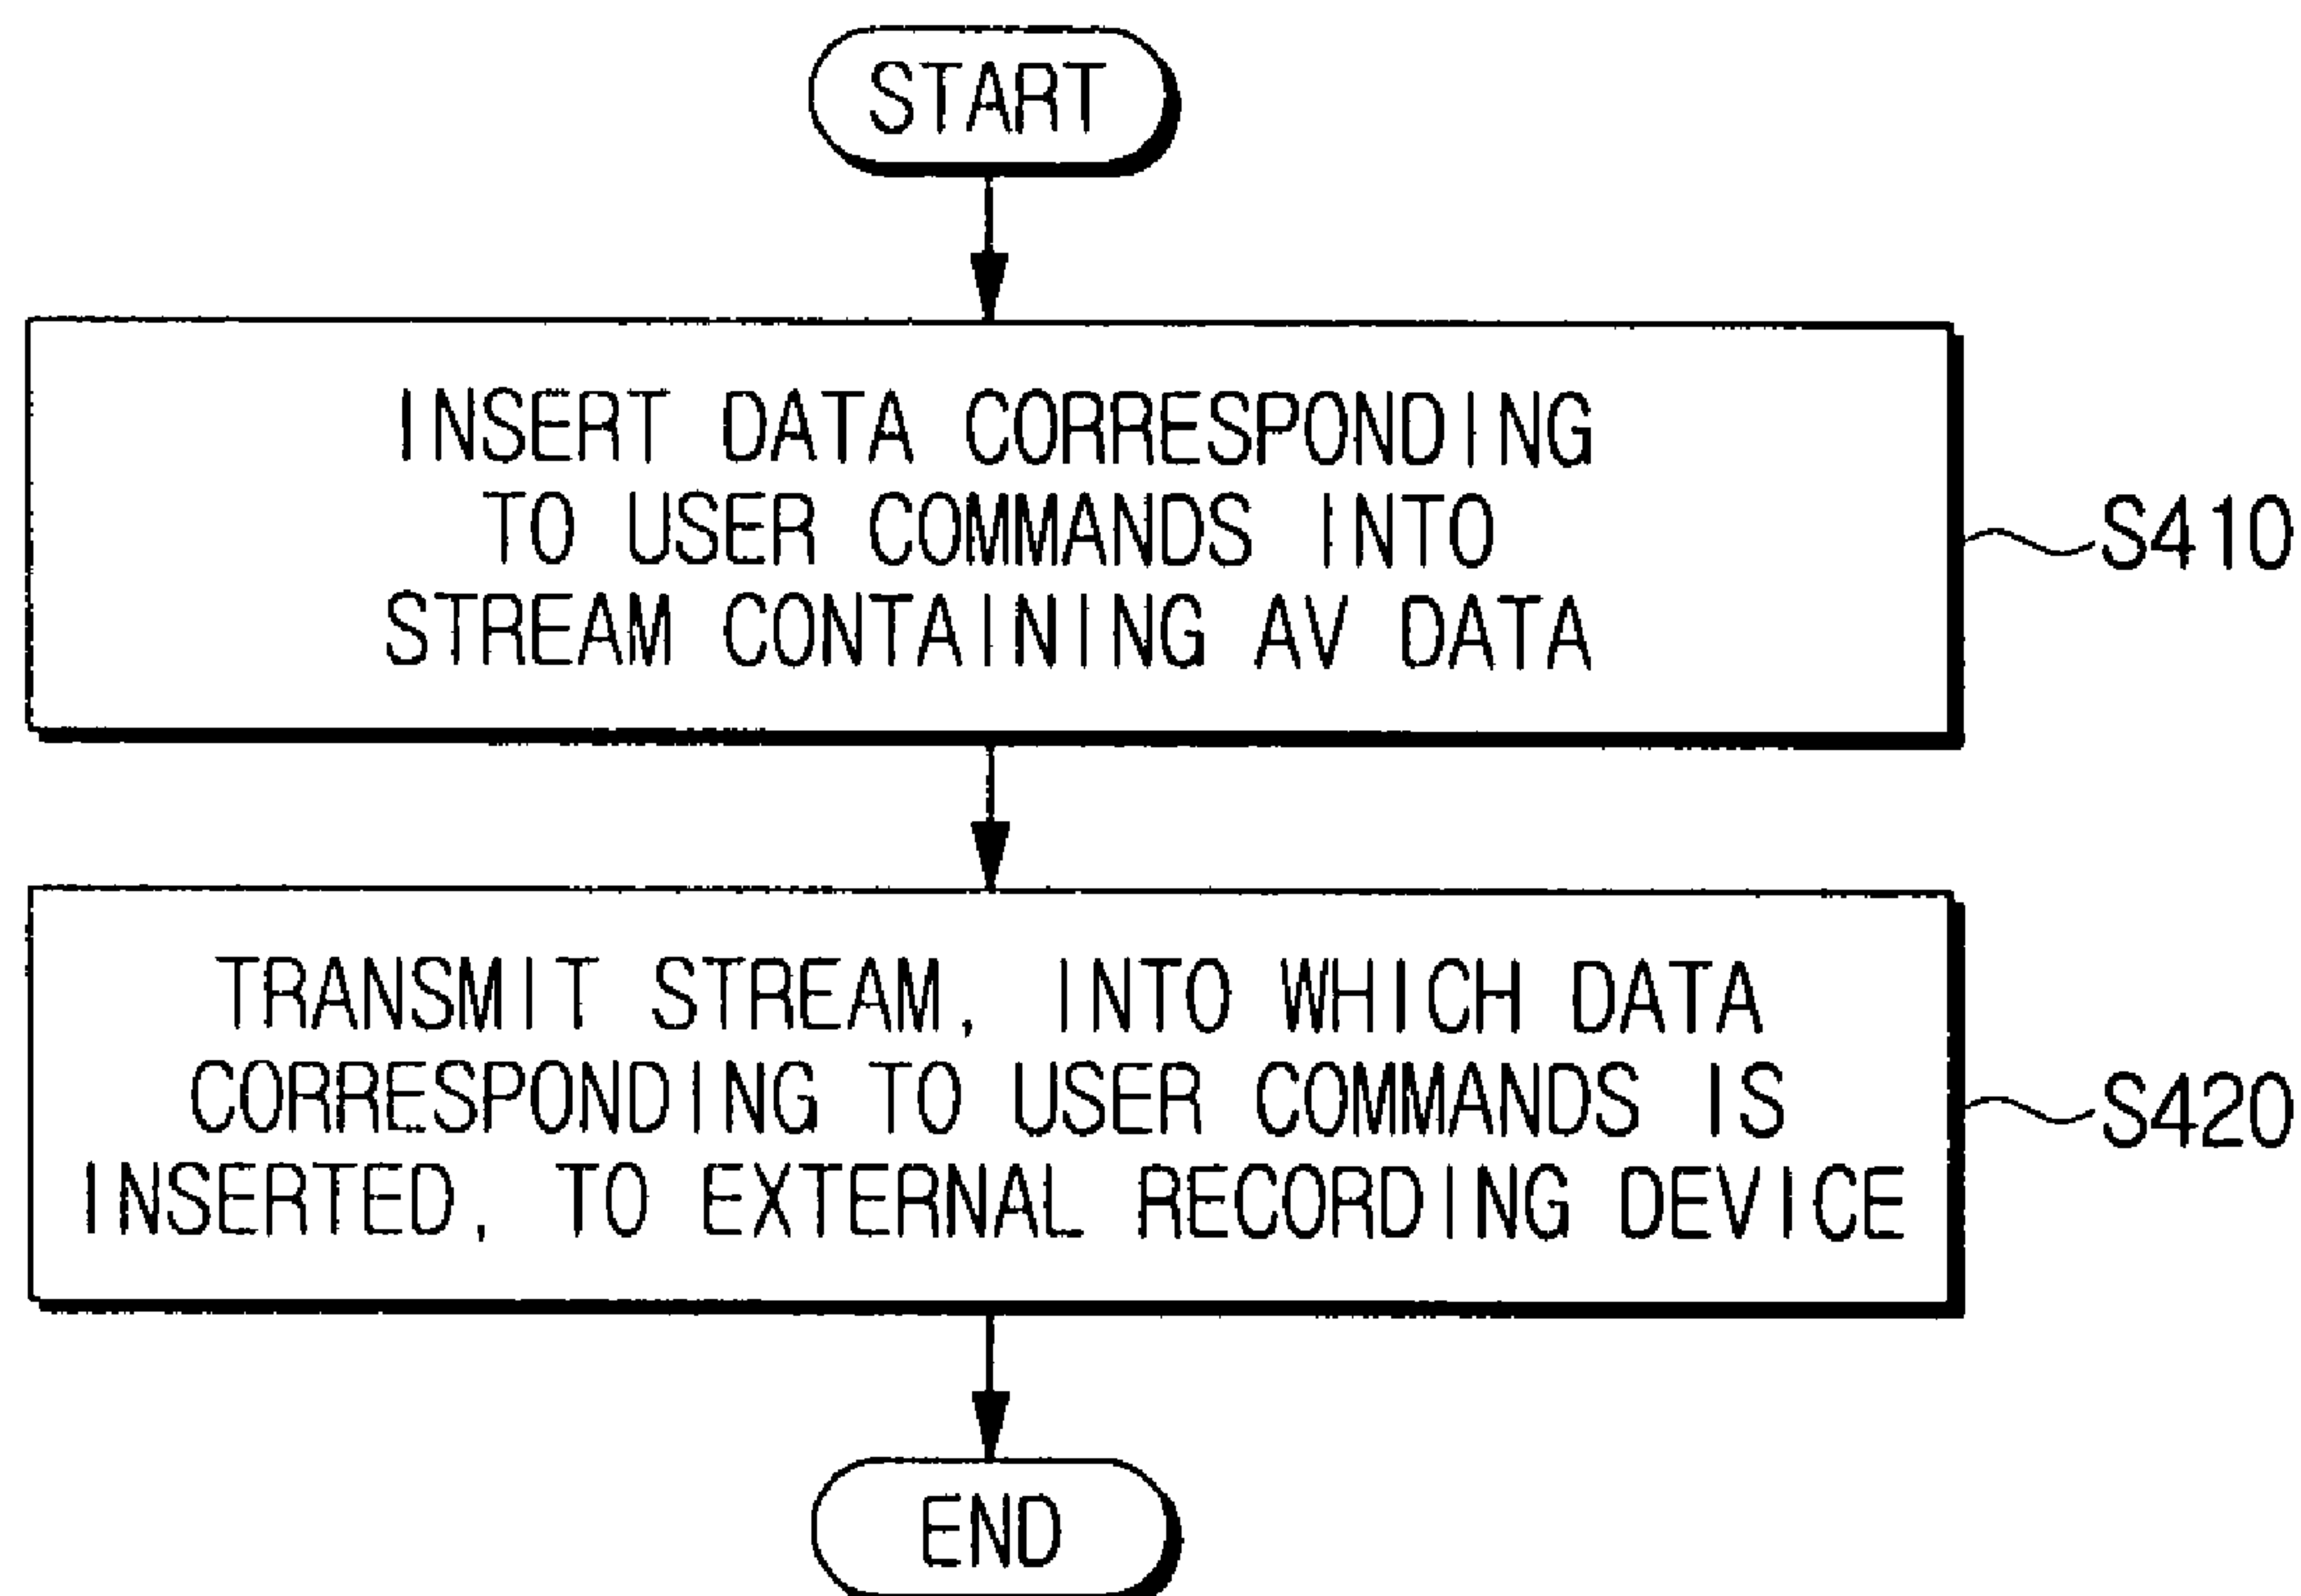 START
INSERT DATA CORRESPONDING
TO USER COMMANDS INTO
STREAM CONTAINING AV DATA
S410
TRANSMIT STREAM, INTO WHICH DATA
CORRESPONDING TO USER COMMANDS IS
INSERTED, TO EXTERNAL RECORDING DEVICE
S420
END